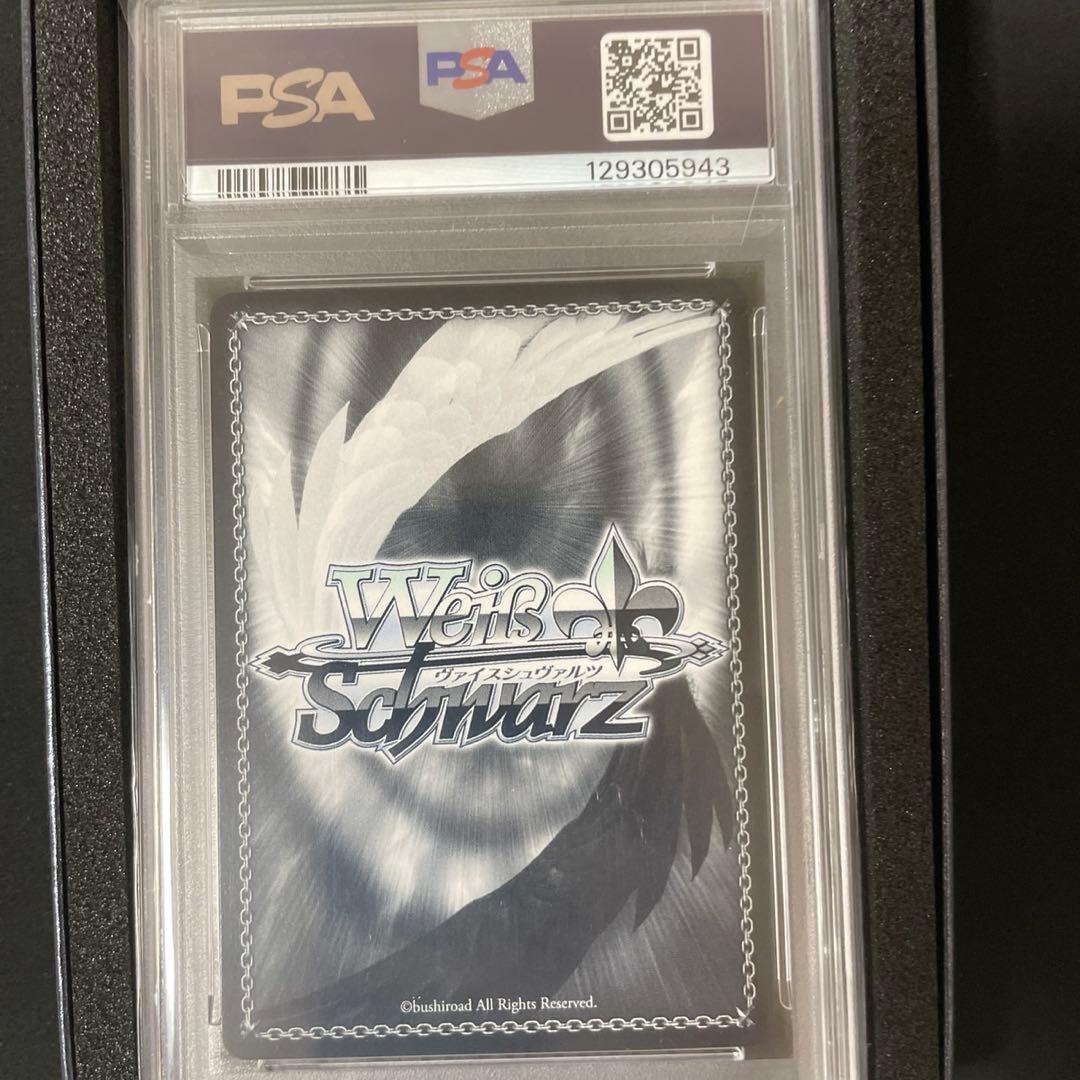 PSA PSA
129305943
Weiß
ヴァイスシュヴァルツ
Schwarz
©bushiroad All Rights Reserved.